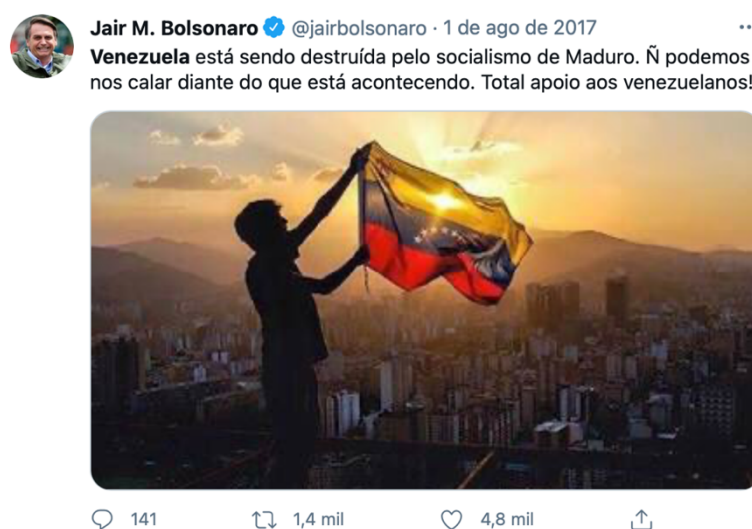 Jair M. Bolsonaro @jairbolsonaro · 1 de ago de 2017 ··
Venezuela está sendo destruída pelo socialismo de Maduro. Ñ podemos
nos calar diante do que está acontecendo. Total apoio aos venezuelanos!
141 1,4 mil 4,8 mil